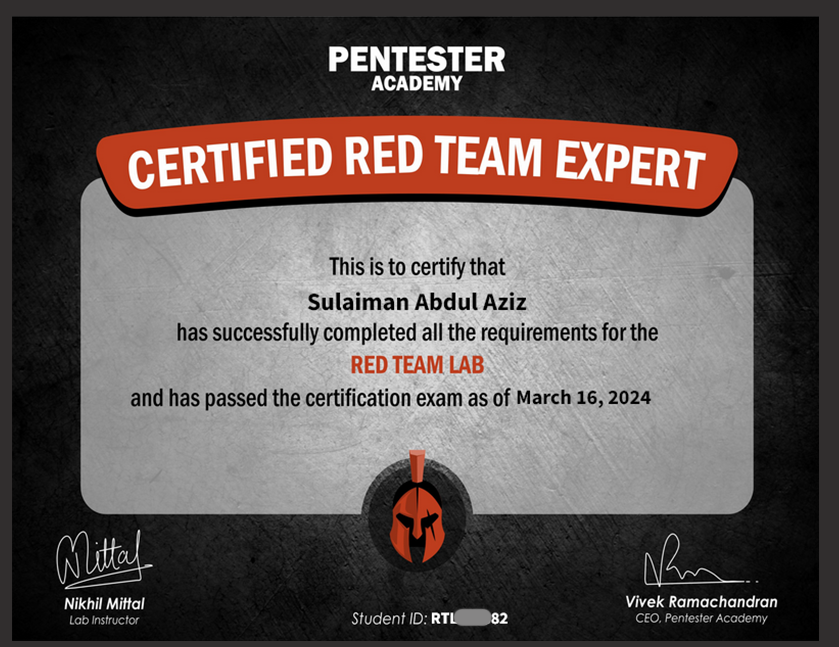 PENTESTER
ACADEMY
CERTIFIED RED TEAM EXPERT
This is to certify that
Sulaiman Abdul Aziz
has successfully completed all the requirements for the
RED TEAM LAB
and has passed the certification exam as of March 16, 2024
Nikhil Mittal
Lab Instructor
Student ID: RTL 82
Vivek Ramachandran
CEO, Pentester Academy